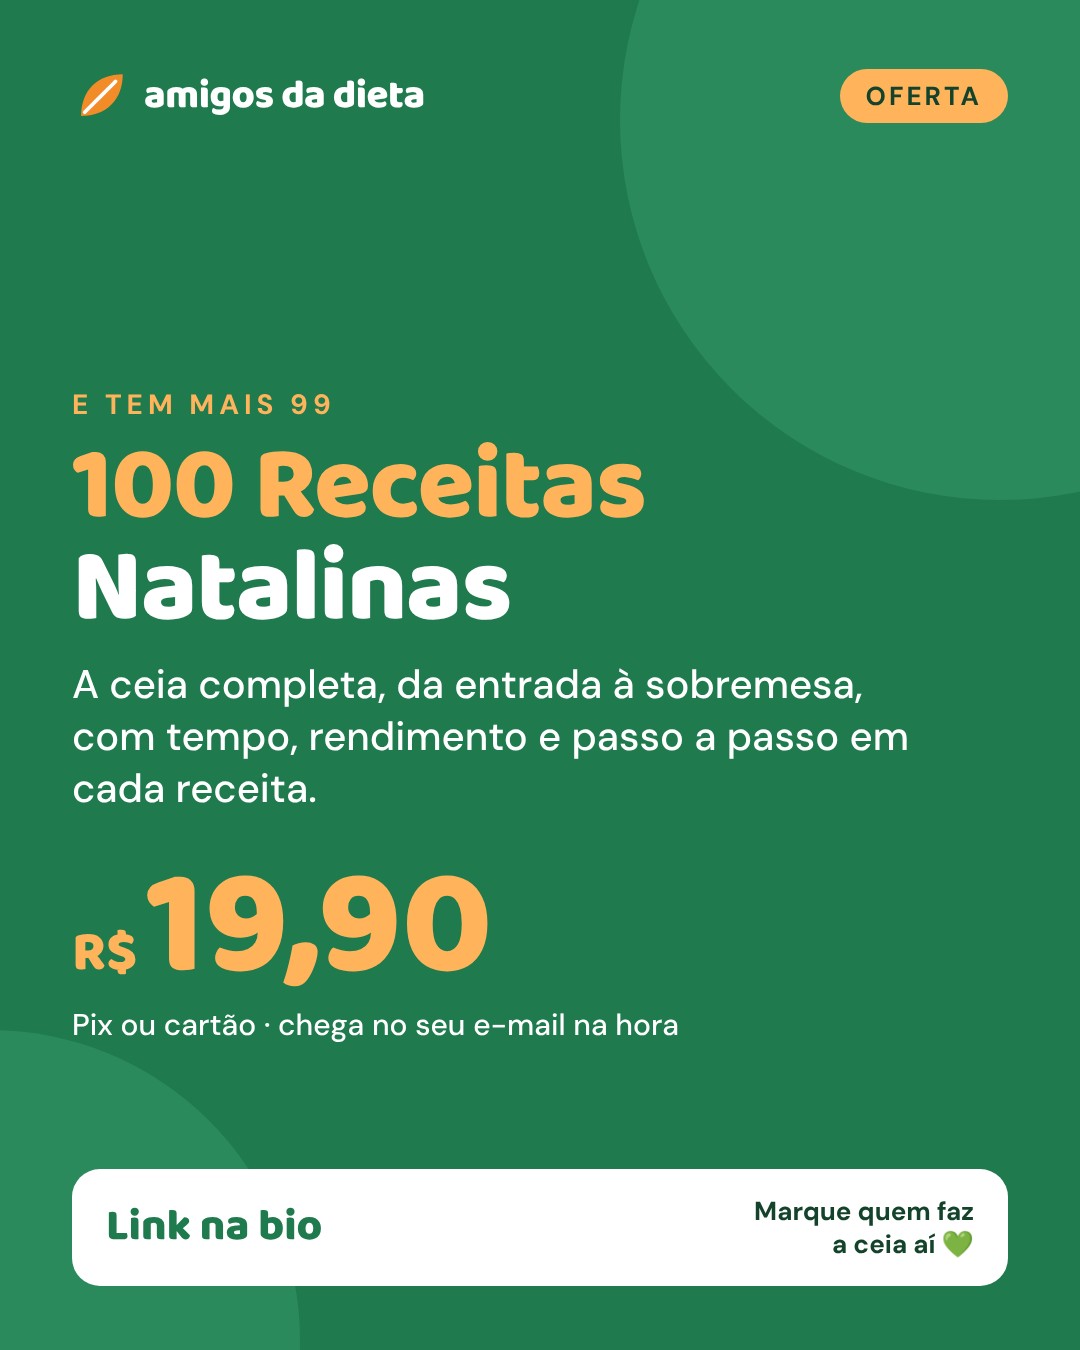 amigos da dieta
OFERTA
E TEM MAIS 99
100 Receitas
Natalinas
A ceia completa, da entrada à sobremesa,
com tempo, rendimento e passo a passo em
cada receita.
R$ 19,90
Pix ou cartão · chega no seu e-mail na hora
Link na bio
Marque quem faz
a ceia aí 💚